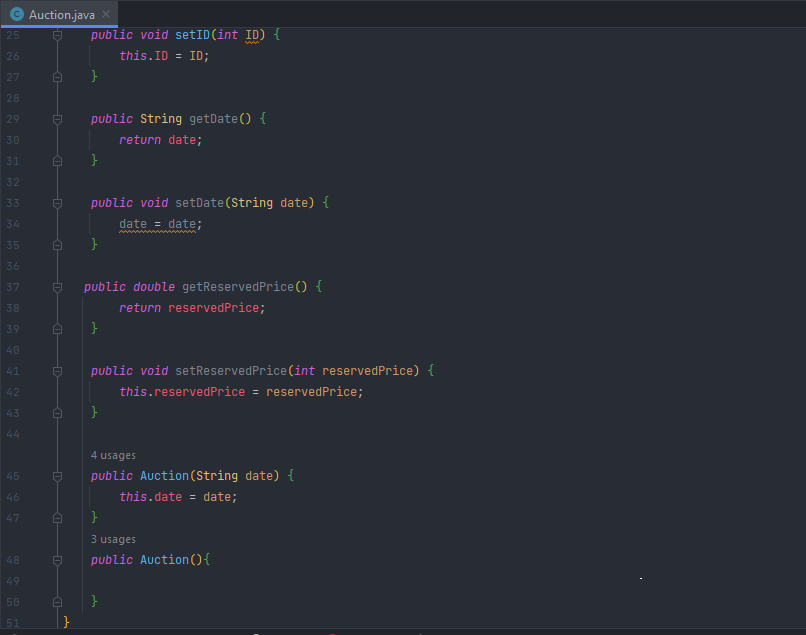 C Auction.java ×
25 public void setID(int ID) {
26 this.ID = ID;
27 }
28
29 public String getDate() {
30 return date;
31 }
32
33 public void setDate(String date) {
34 date = date;
35 }
36
37 public double getReservedPrice() {
38 return reservedPrice;
39 }
40
41 public void setReservedPrice(int reservedPrice) {
42 this.reservedPrice = reservedPrice;
43 }
44
4 usages
45 public Auction(String date) {
46 this.date = date;
47 }
3 usages
48 public Auction(){
49
50 }
51 }